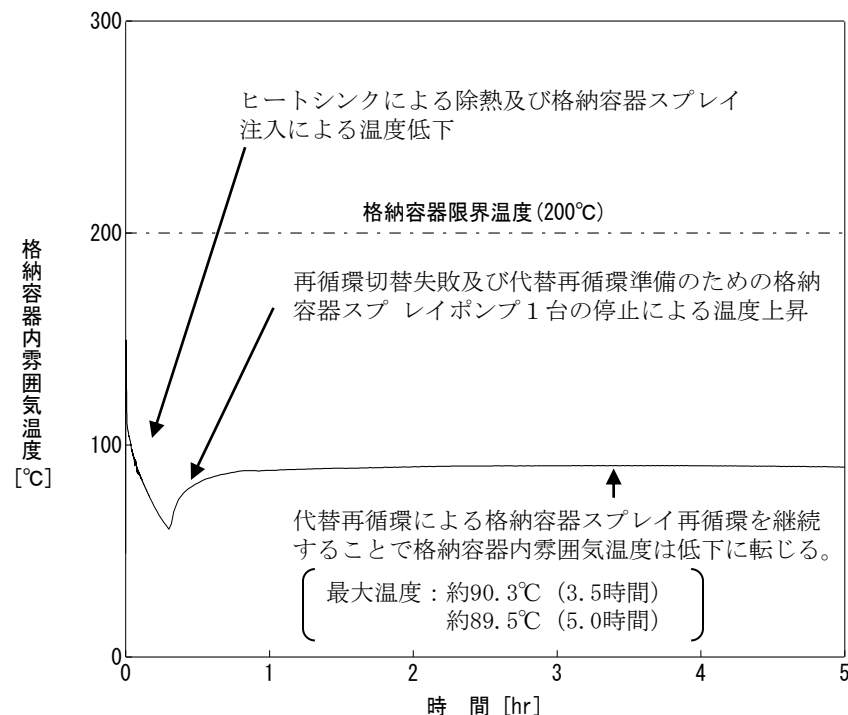 300
ヒートシンクによる除熱及び格納容器スプレイ
注入による温度低下
格納容器限界温度(200℃)
200
再循環切替失敗及び代替再循環準備のための格納
容器スプ レイポンプ１台の停止による温度上昇
格納容器内雰囲気温度
[℃]
100
代替再循環による格納容器スプレイ再循環を継続
することで格納容器内雰囲気温度は低下に転じる。
最大温度：約90.3℃（3.5時間）
約89.5℃（5.0時間）
0
0 1 2 3 4 5
時 間 [hr]